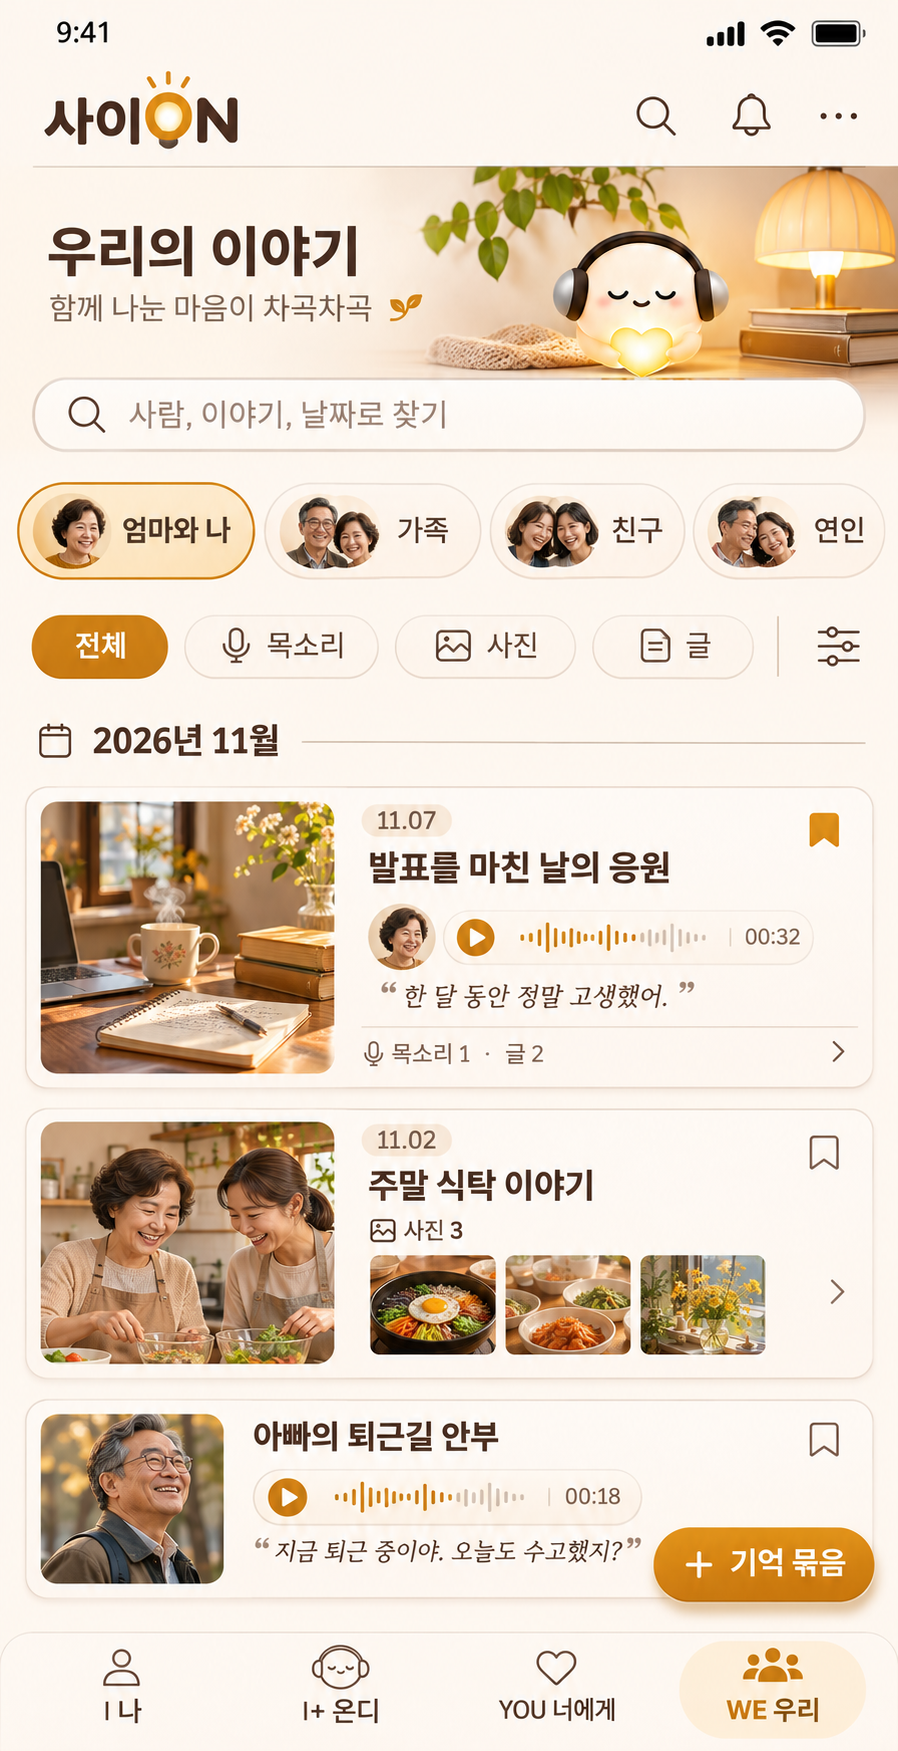 9:41
사이ON
우리의 이야기
함께 나눈 마음이 차곡차곡
사람, 이야기, 날짜로 찾기
엄마와 나
가족
친구
연인
전체
목소리
사진
글
2026년 11월
11.07
발표를 마친 날의 응원
00:32
“ 한 달 동안 정말 고생했어. ”
목소리 1 · 글 2
11.02
주말 식탁 이야기
사진 3
아빠의 퇴근길 안부
00:18
“ 지금 퇴근 중이야. 오늘도 수고했지? ”
+ 기억 묶음
I 나
I+ 온디
YOU 너에게
WE 우리